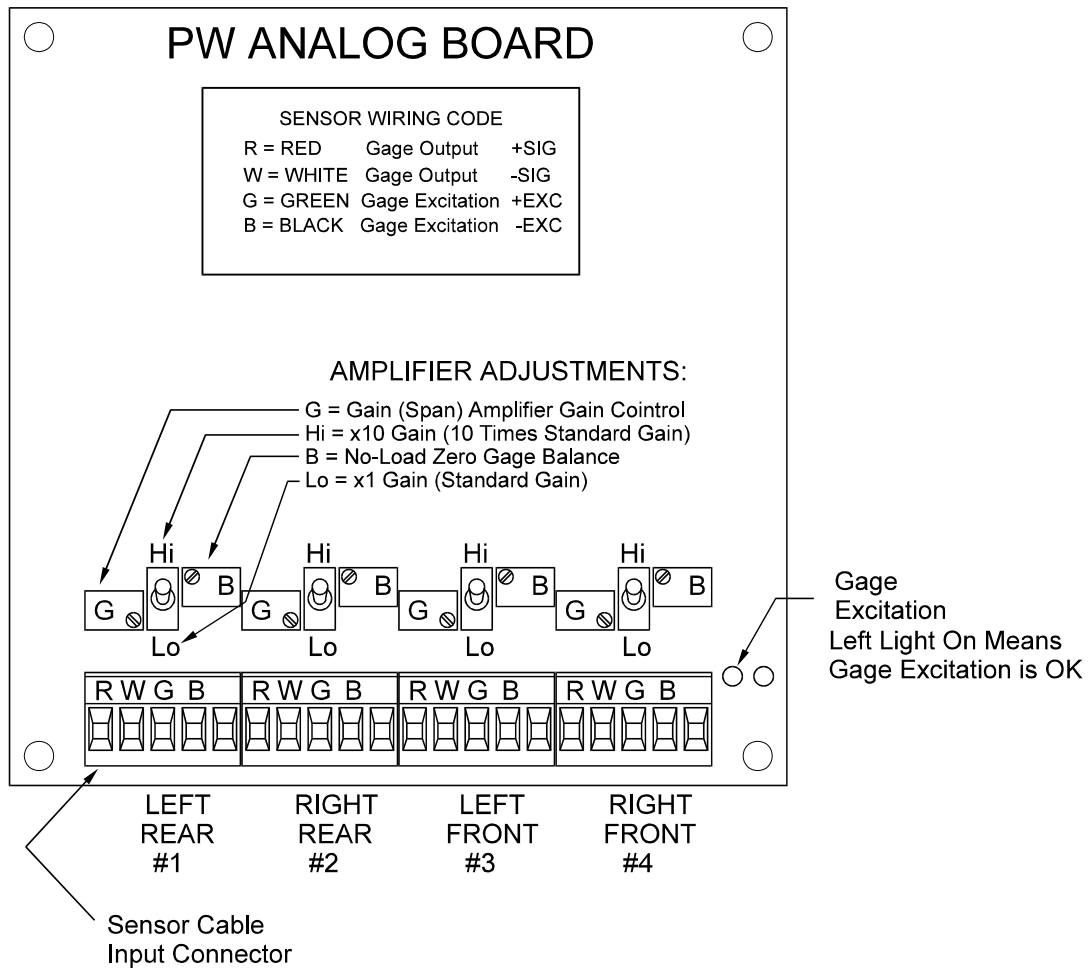 PW ANALOG BOARD
SENSOR WIRING CODE
R = RED Gage Output +SIG
W = WHITE Gage Output -SIG
G = GREEN Gage Excitation +EXC
B = BLACK Gage Excitation -EXC
AMPLIFIER ADJUSTMENTS:
G = Gain (Span) Amplifier Gain Cointrol
Hi = x10 Gain (10 Times Standard Gain)
B = No-Load Zero Gage Balance
Lo = x1 Gain (Standard Gain)
Hi Hi Hi Hi
G B G B G B G B
Lo Lo Lo Lo
Gage
Excitation
Left Light On Means
Gage Excitation is OK
R W G B R W G B R W G B R W G B
LEFT
REAR
#1
RIGHT
REAR
#2
LEFT
FRONT
#3
RIGHT
FRONT
#4
Sensor Cable
Input Connector